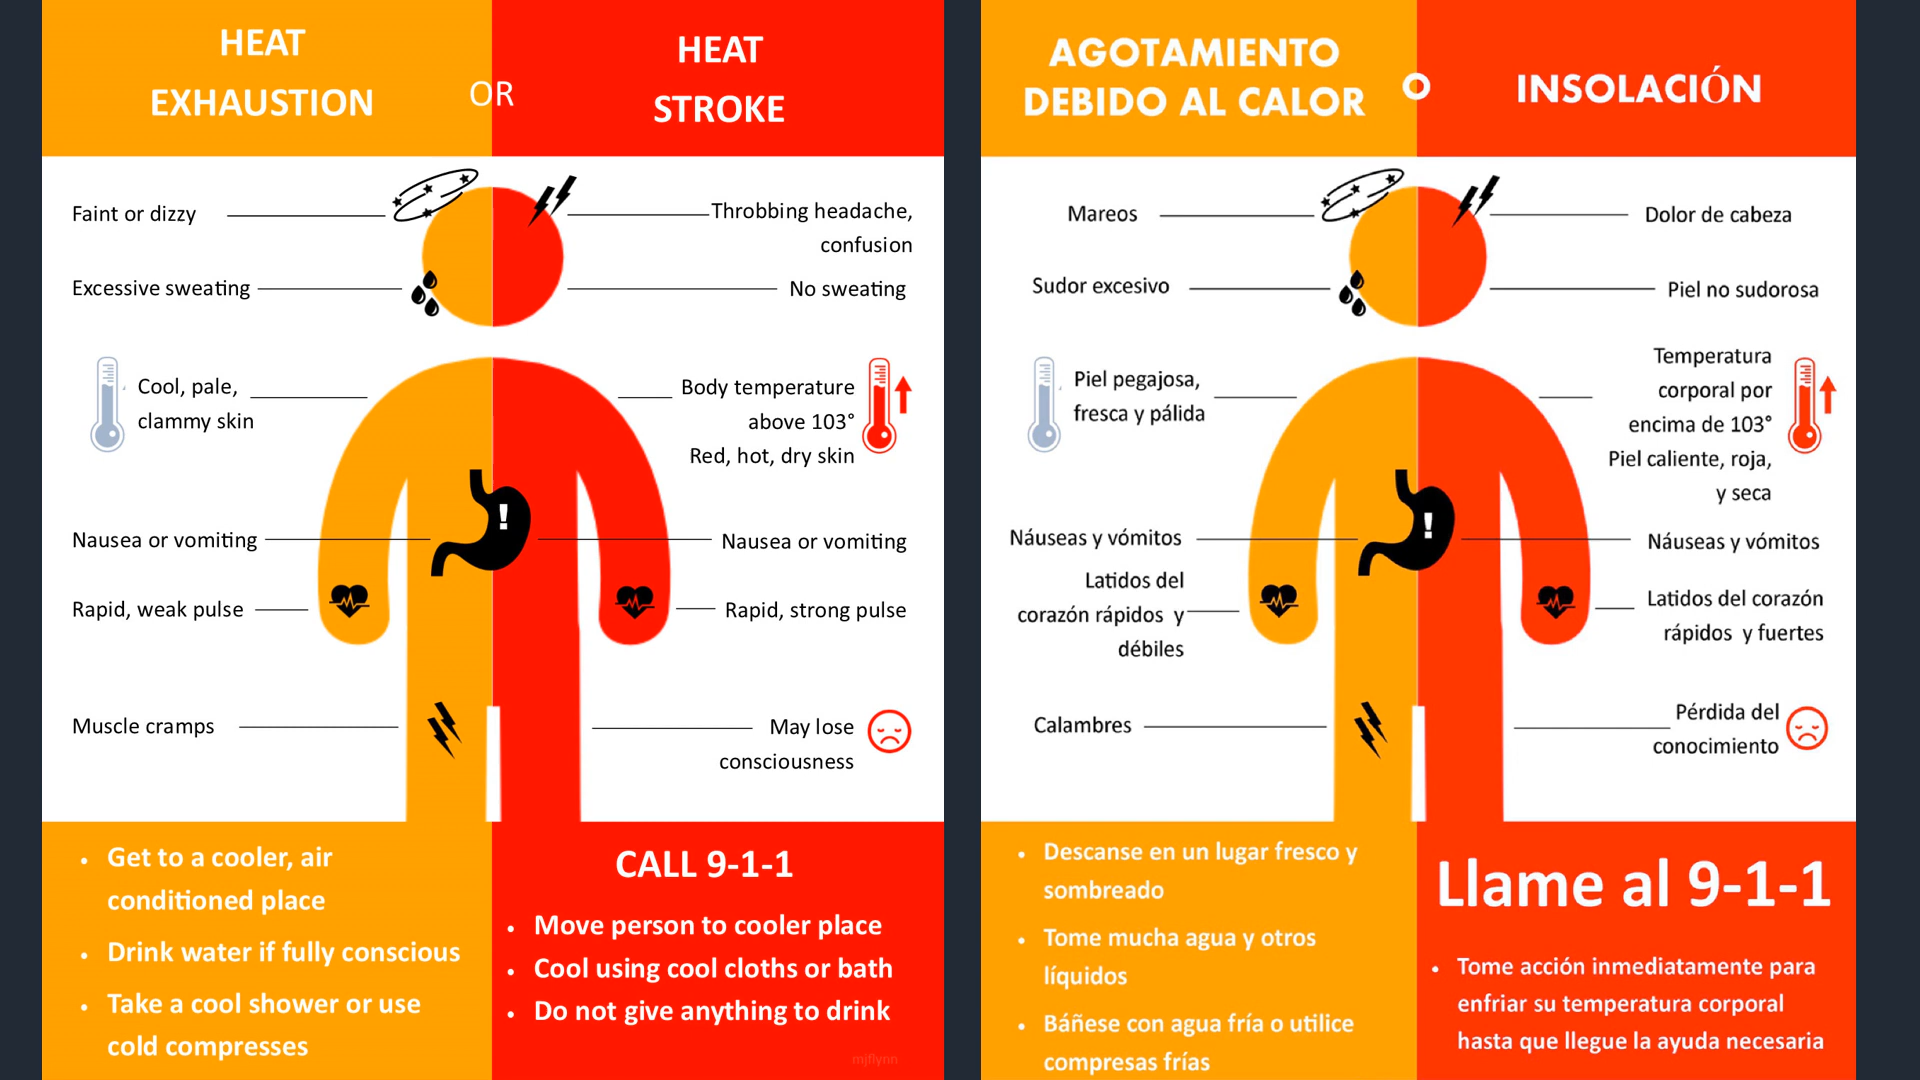 HEAT
EXHAUSTION
OR
HEAT
STROKE
Faint or dizzy
Throbbing headache,
confusion
Excessive sweating
No sweating
Cool, pale,
clammy skin
Body temperature
above 103°
Red, hot, dry skin
Nausea or vomiting
!
Nausea or vomiting
Rapid, weak pulse
Rapid, strong pulse
Muscle cramps
May lose
consciousness
• Get to a cooler, air
conditioned place
• Drink water if fully conscious
• Take a cool shower or use
cold compresses
CALL 9-1-1
• Move person to cooler place
• Cool using cool cloths or bath
• Do not give anything to drink
mjflynn
AGOTAMIENTO
DEBIDO AL CALOR
O
INSOLACIÓN
Mareos
Dolor de cabeza
Sudor excesivo
Piel no sudorosa
Piel pegajosa,
fresca y pálida
Temperatura
corporal por
encima de 103°
Piel caliente, roja,
y seca
Náuseas y vómitos
!
Náuseas y vómitos
Latidos del
corazón rápidos y
débiles
Latidos del corazón
rápidos y fuertes
Calambres
Pérdida del
conocimiento
• Descanse en un lugar fresco y
sombreado
• Tome mucha agua y otros
líquidos
• Báñese con agua fría o utilice
compresas frías
Llame al 9-1-1
• Tome acción inmediatamente para
enfriar su temperatura corporal
hasta que llegue la ayuda necesaria